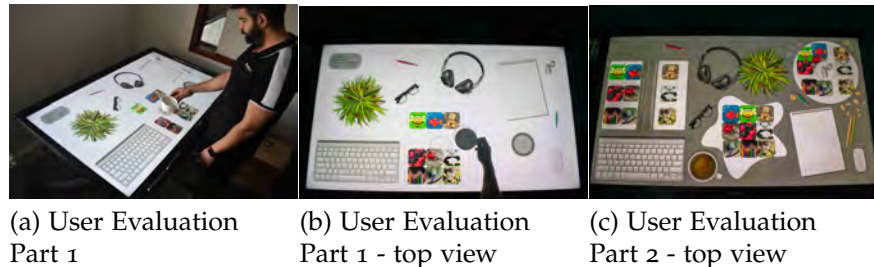 (a) User Evaluation
Part 1
(b) User Evaluation
Part 1 - top view
(c) User Evaluation
Part 2 - top view